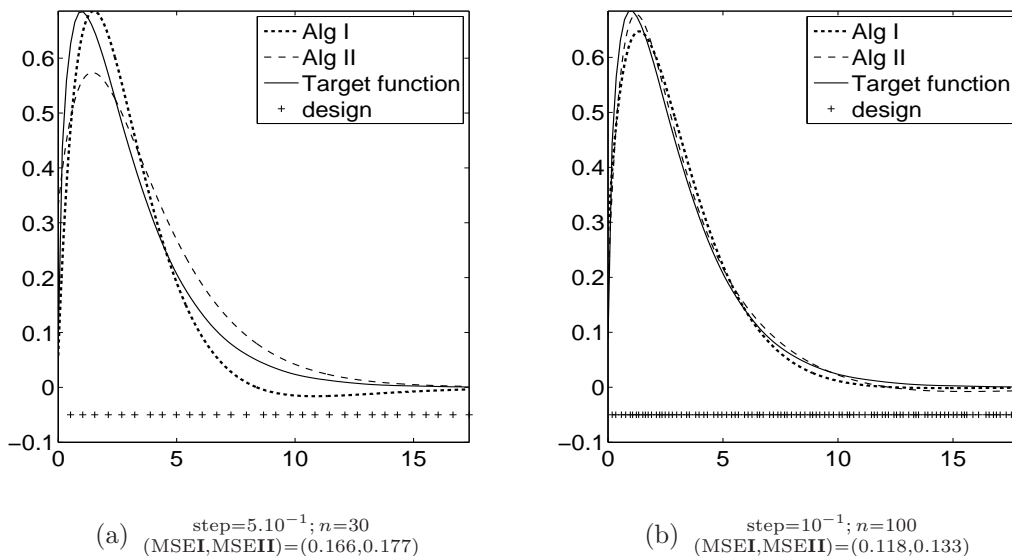 0.6
0.5
0.4
0.3
0.2
0.1
0
−0.1
0
5
10
15
Alg I
Alg II
Target function
design
0.6
0.5
0.4
0.3
0.2
0.1
0
−0.1
0
5
10
15
Alg I
Alg II
Target function
design
(a) step=5.10⁻¹; n=30
(MSEI,MSEII)=(0.166,0.177)
(b) step=10⁻¹; n=100
(MSEI,MSEII)=(0.118,0.133)